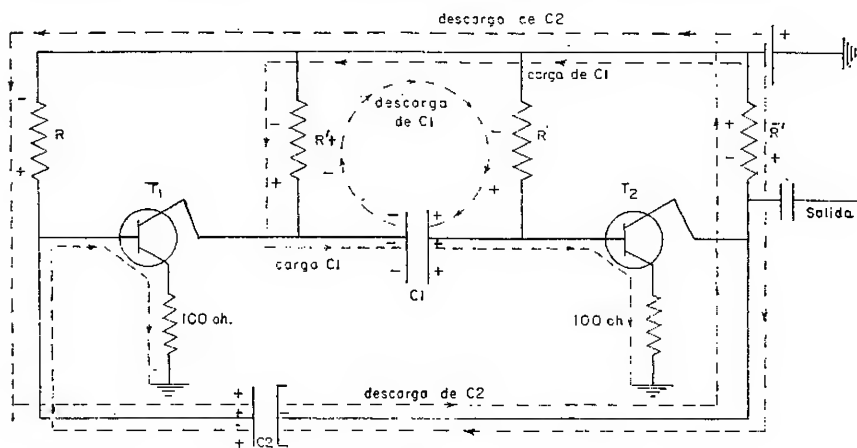 descarga de C2
+
carga de C1
descarga
de C1
-
R
+
-
R'
+
-
+
-
R
+
+
-
R'
T1
T2
Salida
- +
- +
- +
carga C1
C1
100 oh.
100 oh.
descarga de C2
+ -
+ -
+ -
C2